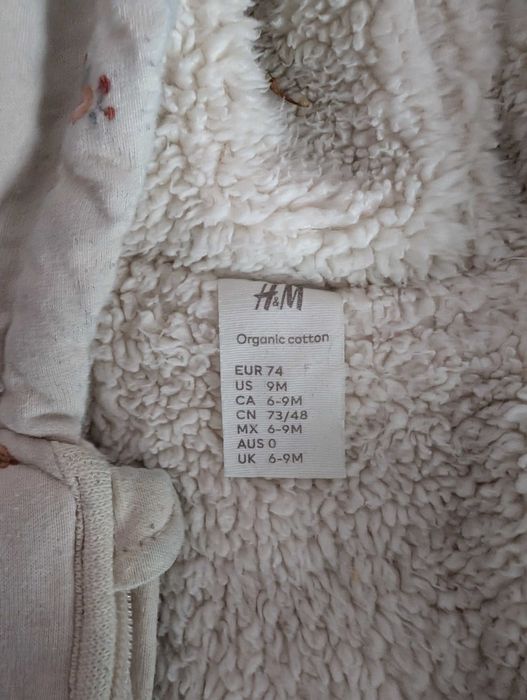 H&M
Organic cotton
EUR 74
US 9M
CA 6-9M
CN 73/48
MX 6-9M
AUS 0
UK 6-9M